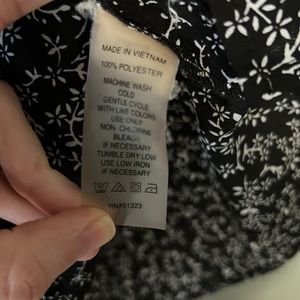 MADE IN VIETNAM
100% POLYESTER
MACHINE WASH
COLD
GENTLE CYCLE
WITH LIKE COLORS
USE ONLY
NON- CHLORINE
BLEACH
IF NECESSARY
TUMBLE DRY LOW
USE LOW IRON
IF NECESSARY
RN#51323